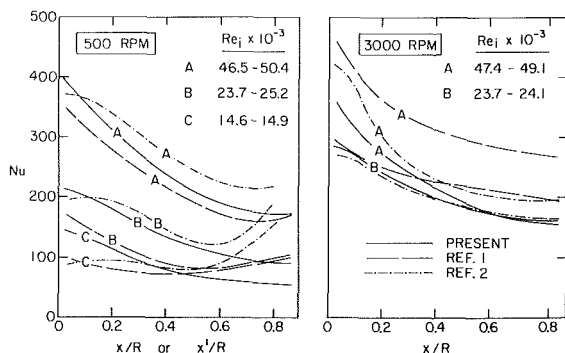 500 RPM
Re_i x 10^-3
A 46.5 - 50.4
B 23.7 - 25.2
C 14.6 - 14.9
500
400
300
Nu
200
100
0
A
A
A
B
B
B
C
C
0 0.2 0.4 0.6 0.8
x/R or x'/R
3000 RPM
Re_i x 10^-3
A 47.4 - 49.1
B 23.7 - 24.1
A
A
A
B
PRESENT
REF. 1
REF. 2
0 0.2 0.4 0.6 0.8
x/R